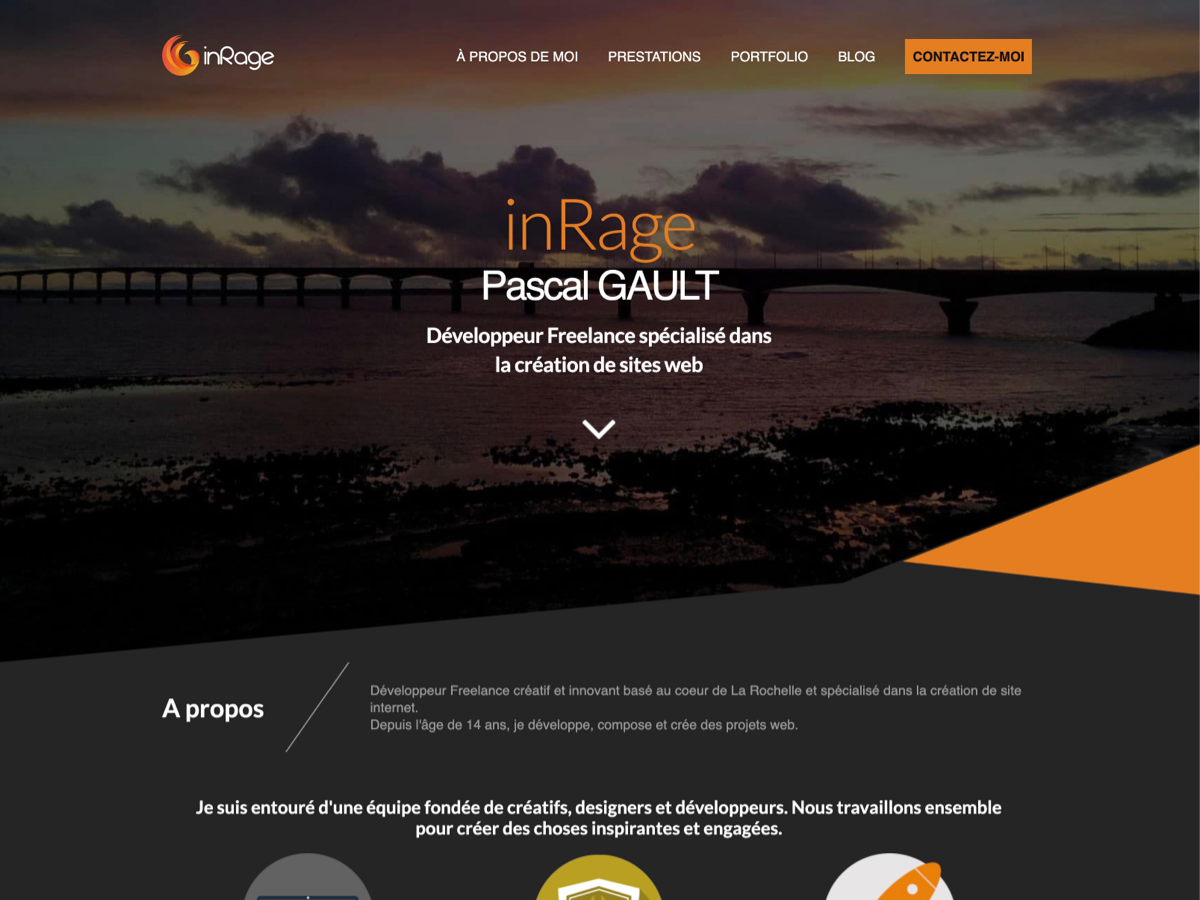 inRage
À PROPOS DE MOI
PRESTATIONS
PORTFOLIO
BLOG
CONTACTEZ-MOI
inRage
Pascal GAULT
Développeur Freelance spécialisé dans
la création de sites web
A propos
Développeur Freelance créatif et innovant basé au coeur de La Rochelle et spécialisé dans la création de site
internet.
Depuis l'âge de 14 ans, je développe, compose et crée des projets web.
Je suis entouré d'une équipe fondée de créatifs, designers et développeurs. Nous travaillons ensemble
pour créer des choses inspirantes et engagées.